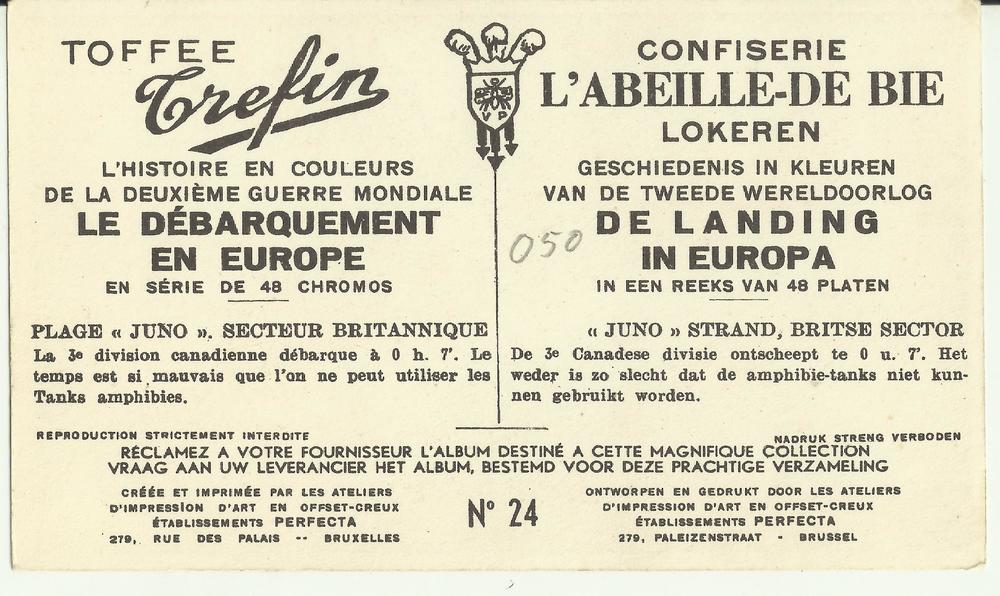 TOFFEE
Trefin
L'HISTOIRE EN COULEURS
DE LA DEUXIÈME GUERRE MONDIALE
LE DÉBARQUEMENT
EN EUROPE
EN SÉRIE DE 48 CHROMOS
PLAGE « JUNO ». SECTEUR BRITANNIQUE
La 3e division canadienne débarque à 0 h. 7'. Le
temps est si mauvais que l'on ne peut utiliser les
Tanks amphibies.
V P
CONFISERIE
L'ABEILLE-DE BIE
LOKEREN
GESCHIEDENIS IN KLEUREN
VAN DE TWEEDE WERELDOORLOG
DE LANDING
IN EUROPA
IN EEN REEKS VAN 48 PLATEN
050
« JUNO » STRAND, BRITSE SECTOR
De 3e Canadese divisie ontscheept te 0 u. 7'. Het
weder is zo slecht dat de amphibie-tanks niet kun-
nen gebruikt worden.
REPRODUCTION STRICTEMENT INTERDITE
NADRUK STRENG VERBODEN
RÉCLAMEZ A VOTRE FOURNISSEUR L'ALBUM DESTINÉ A CETTE MAGNIFIQUE COLLECTION
VRAAG AAN UW LEVERANCIER HET ALBUM, BESTEMD VOOR DEZE PRACHTIGE VERZAMELING
CRÉÉE ET IMPRIMÉE PAR LES ATELIERS
D'IMPRESSION D'ART EN OFFSET-CREUX
ÉTABLISSEMENTS PERFECTA
279, RUE DES PALAIS -- BRUXELLES
No 24
ONTWORPEN EN GEDRUKT DOOR LES ATELIERS
D'IMPRESSION D'ART EN OFFSET-CREUX
ÉTABLISSEMENTS PERFECTA
279, PALEIZENSTRAAT - BRUSSEL